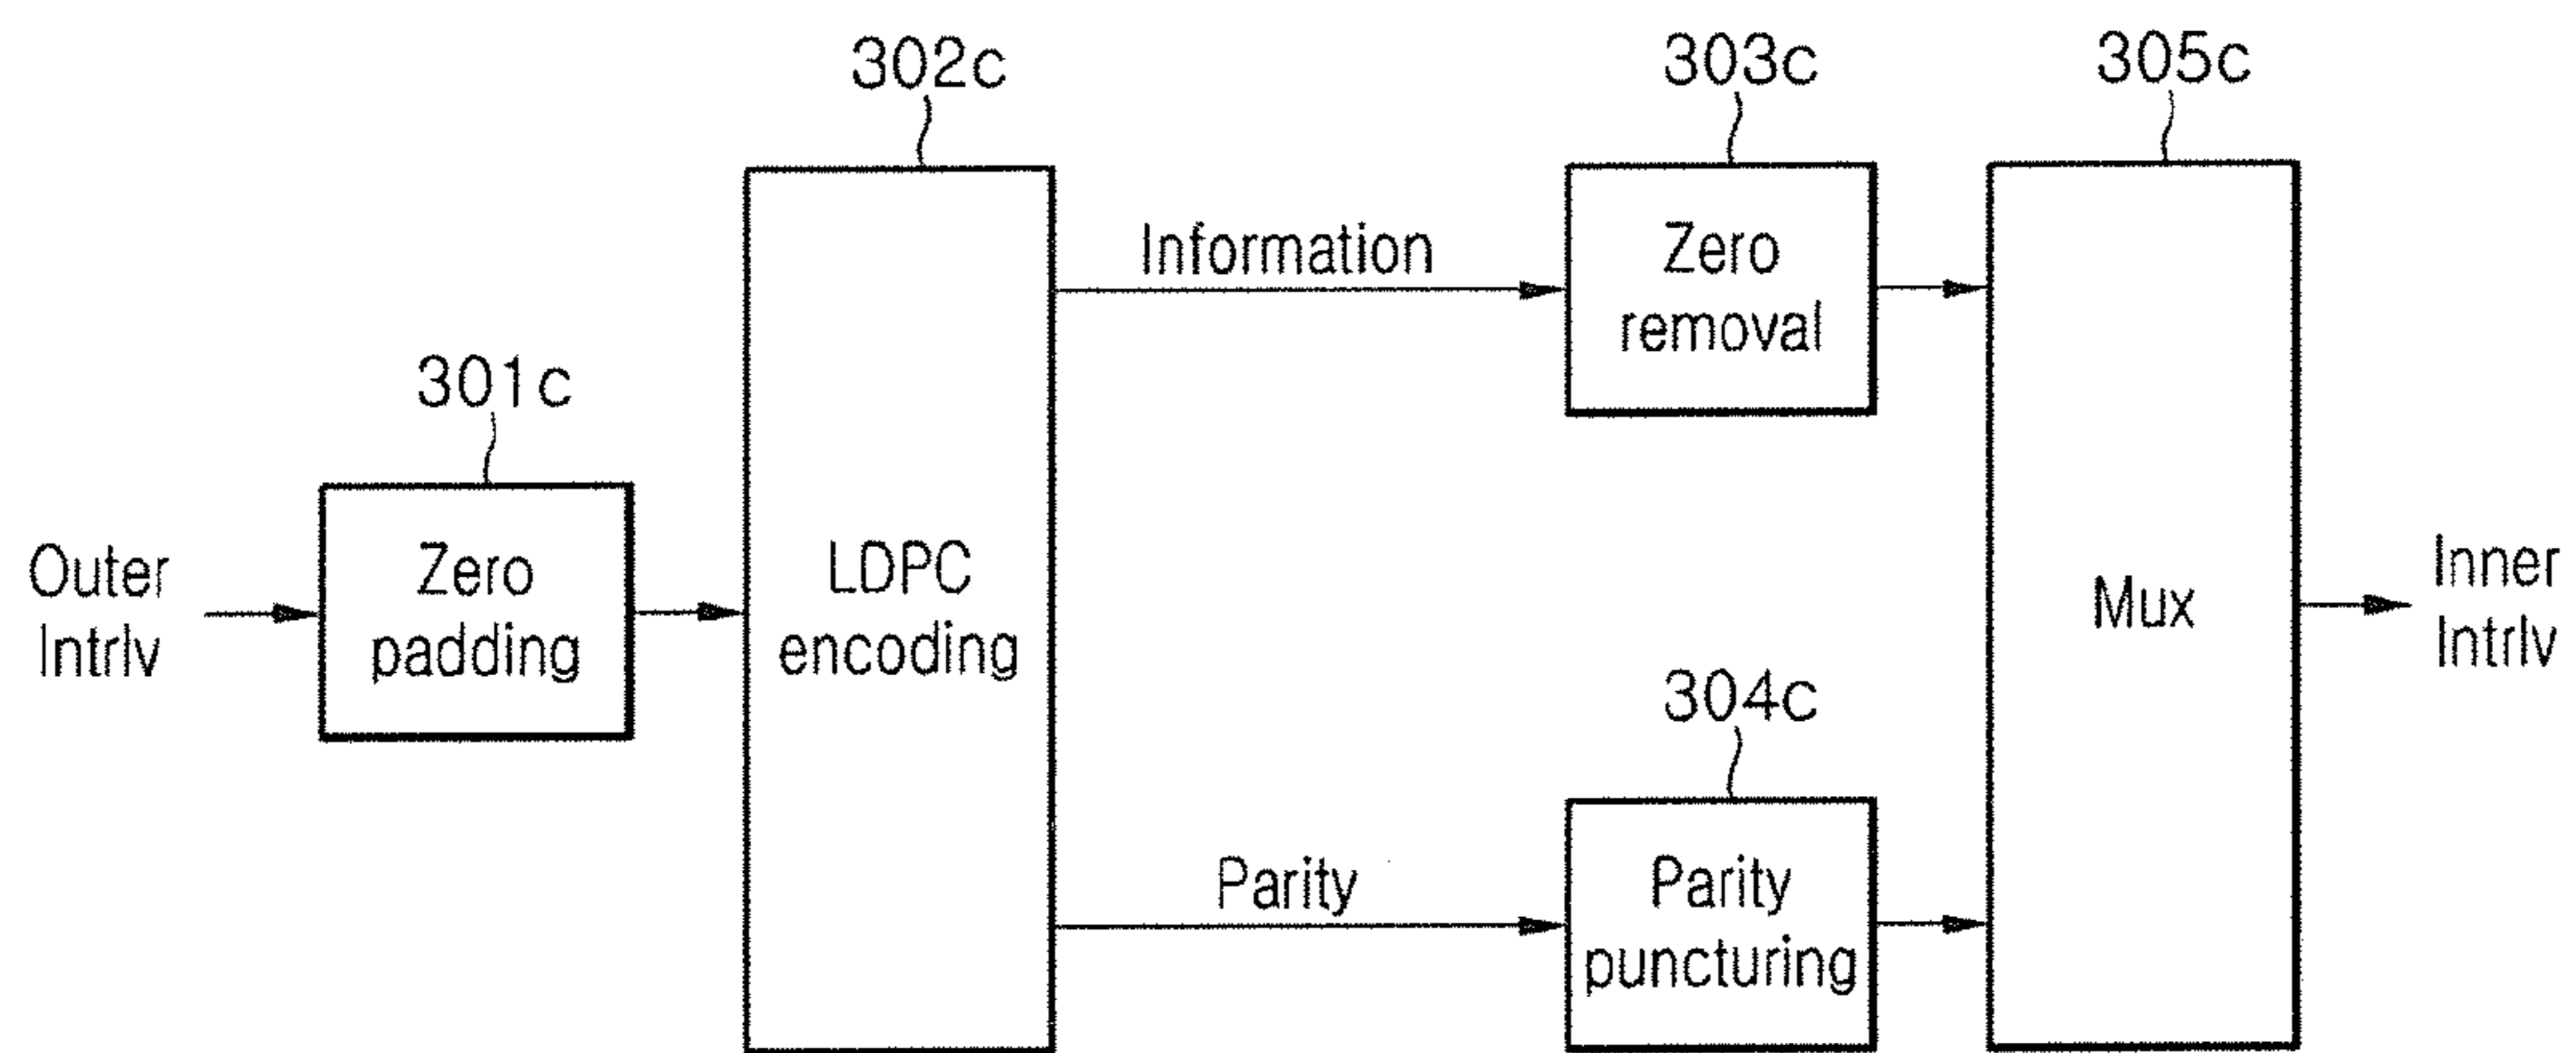 302c
303c
305c
Information
Zero
removal
301c
Outer
Intrlv
Zero
padding
LDPC
encoding
Mux
Inner
Intrlv
304c
Parity
Parity
puncturing